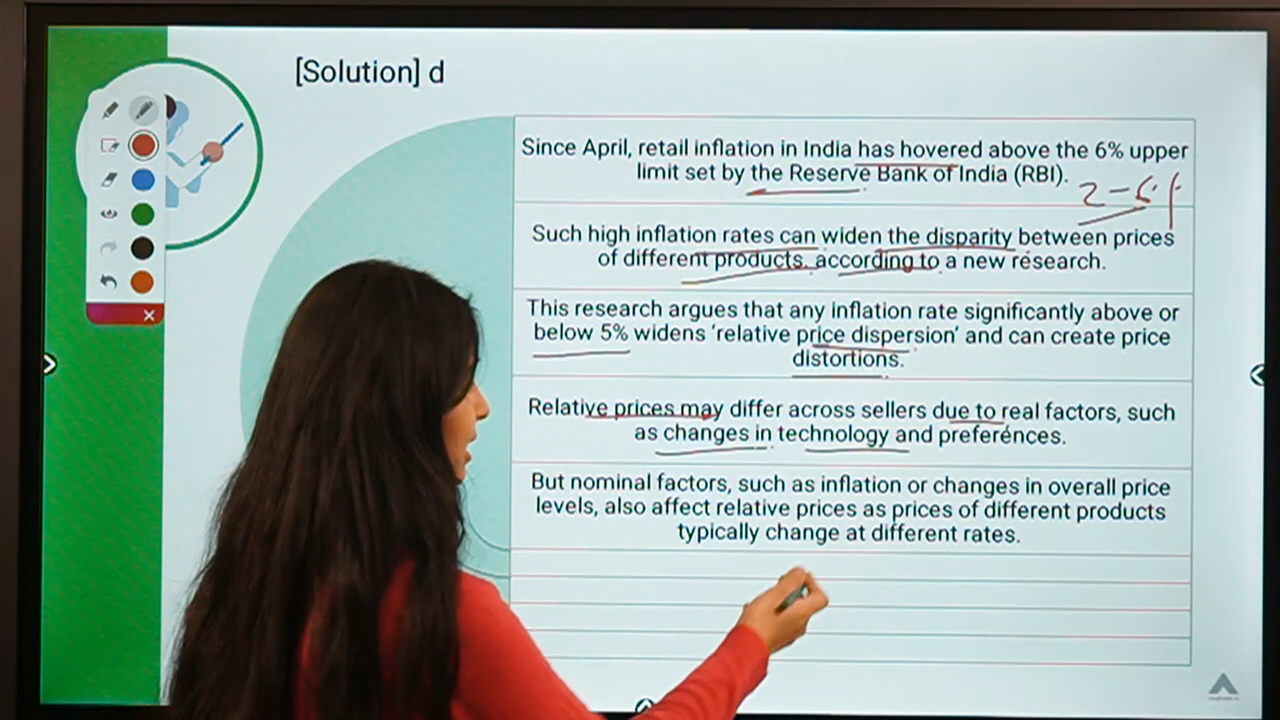 [Solution] d
Since April, retail inflation in India has hovered above the 6% upper
limit set by the Reserve Bank of India (RBI).
2-6%
Such high inflation rates can widen the disparity between prices
of different products, according to a new research.
This research argues that any inflation rate significantly above or
below 5% widens ‘relative price dispersion’ and can create price
distortions.
Relative prices may differ across sellers due to real factors, such
as changes in technology and preferences.
But nominal factors, such as inflation or changes in overall price
levels, also affect relative prices as prices of different products
typically change at different rates.